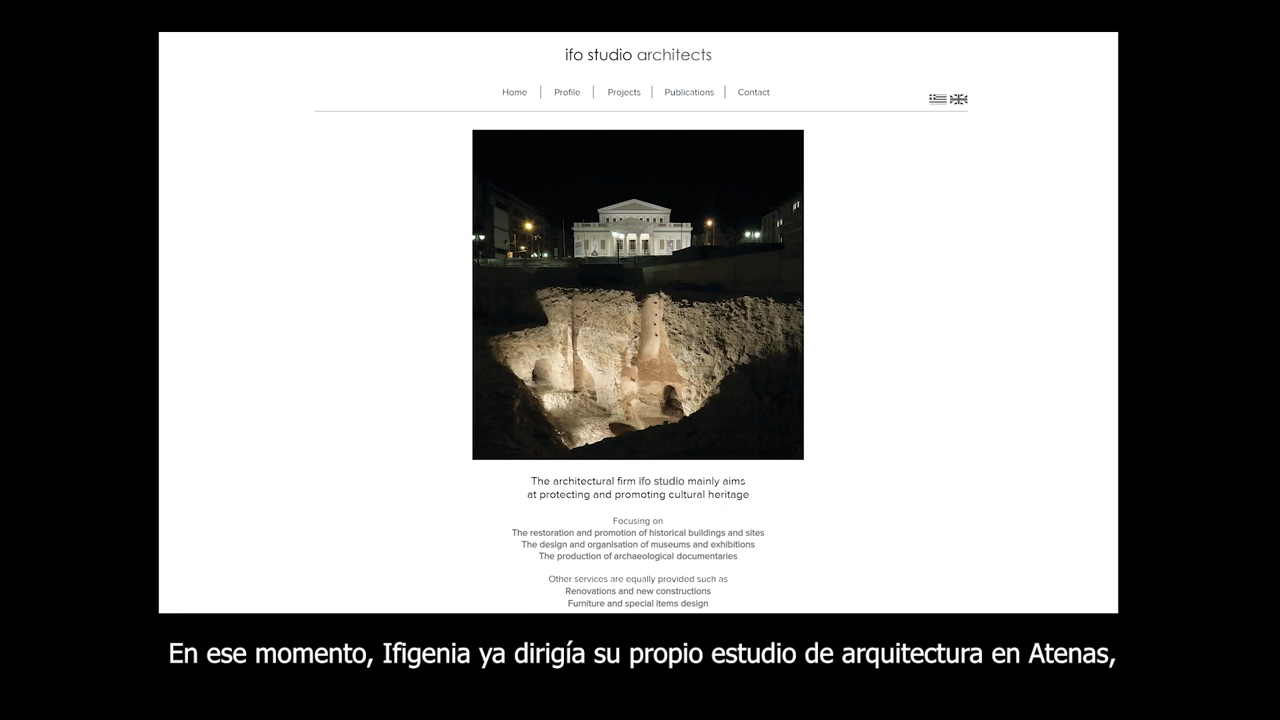 ifo studio architects
Home
Profile
Projects
Publications
Contact
The architectural firm ifo studio mainly aims
at protecting and promoting cultural heritage
Focusing on
The restoration and promotion of historical buildings and sites
The design and organisation of museums and exhibitions
The production of archaeological documentaries
Other services are equally provided such as
Renovations and new constructions
Furniture and special items design
En ese momento, Ifigenia ya dirigía su propio estudio de arquitectura en Atenas,